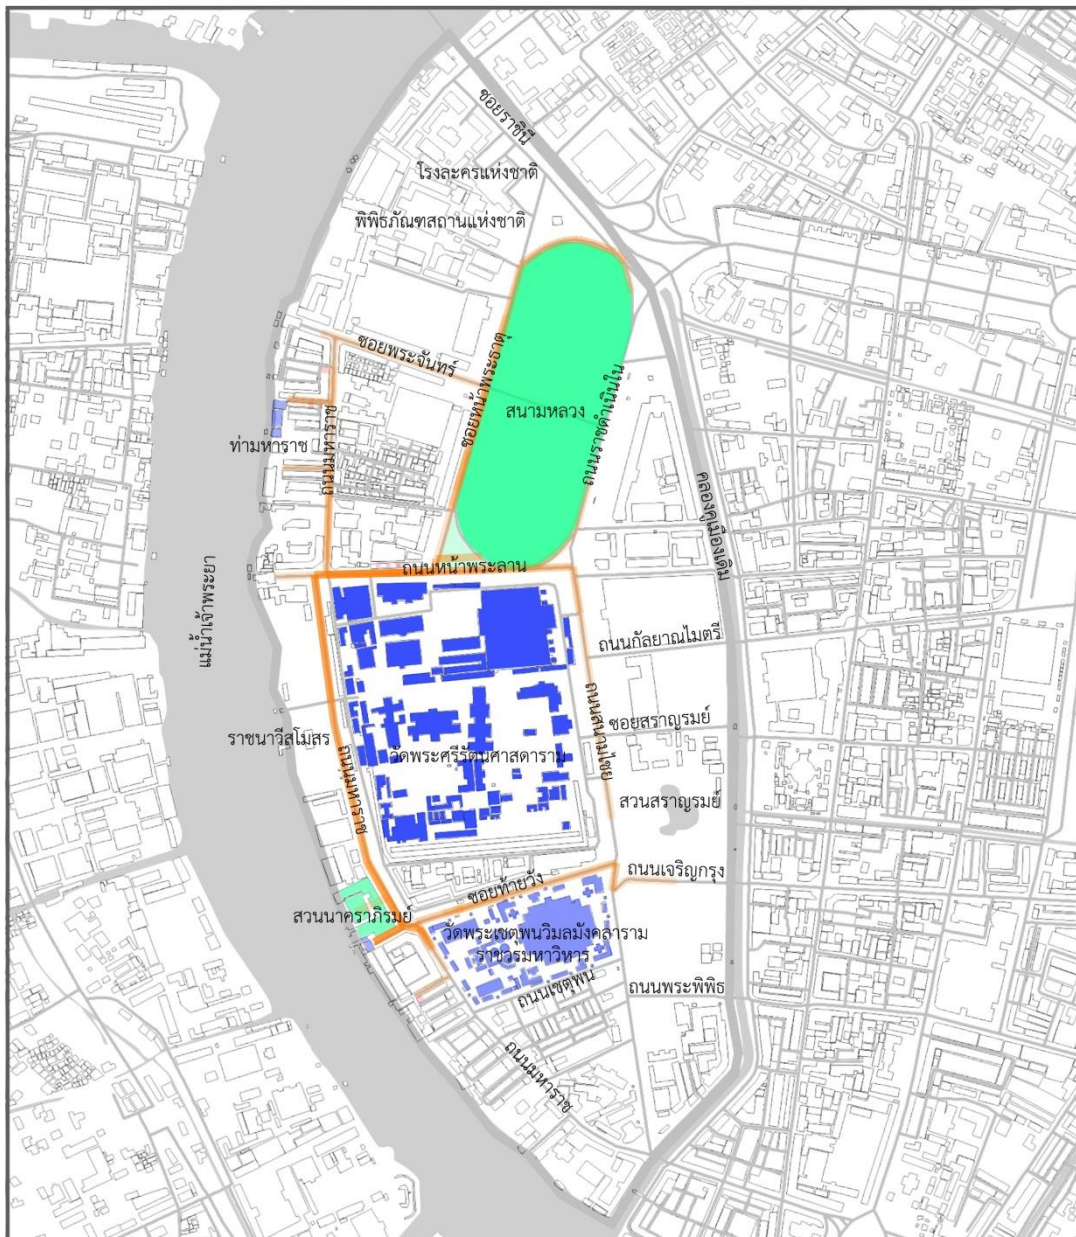 ซอยราชินี
โรงละครแห่งชาติ
พิพิธภัณฑสถานแห่งชาติ
ซอยพระจันทร์
ซอยหน้าพระธาตุ
สนามหลวง
ถนนราชดำเนินใน
ท่ามหาราช
ถนนมหาราช
คลองคูเมืองเดิม
ถนนหน้าพระลาน
แม่น้ำเจ้าพระยา
ถนนกัลยาณไมตรี
ถนนสนามไชย
ซอยสราญรมย์
ราชนาวีสโมสร
วัดพระศรีรัตนศาสดาราม
ถนนมหาราช
สวนสราญรมย์
ถนนเจริญกรุง
ซอยท้ายวัง
สวนนาคราภิรมย์
วัดพระเชตพนวิมลมังคลาราม
ราชวรมหาวิหาร
ถนนเชตุพน
ถนนพระพิพิธ
ถนนมหาราช